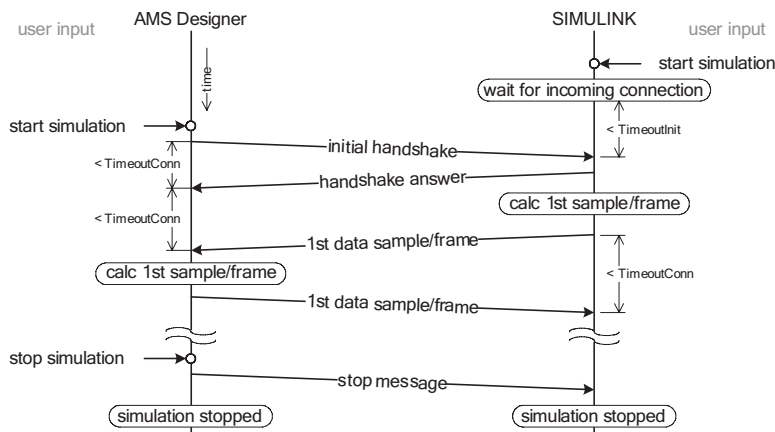 AMS Designer
SIMULINK
user input
user input
start simulation
time
wait for incoming connection
start simulation
< TimeoutInit
initial handshake
< TimeoutConn
handshake answer
calc 1st sample/frame
< TimeoutConn
1st data sample/frame
calc 1st sample/frame
< TimeoutConn
1st data sample/frame
stop simulation
stop message
simulation stopped
simulation stopped